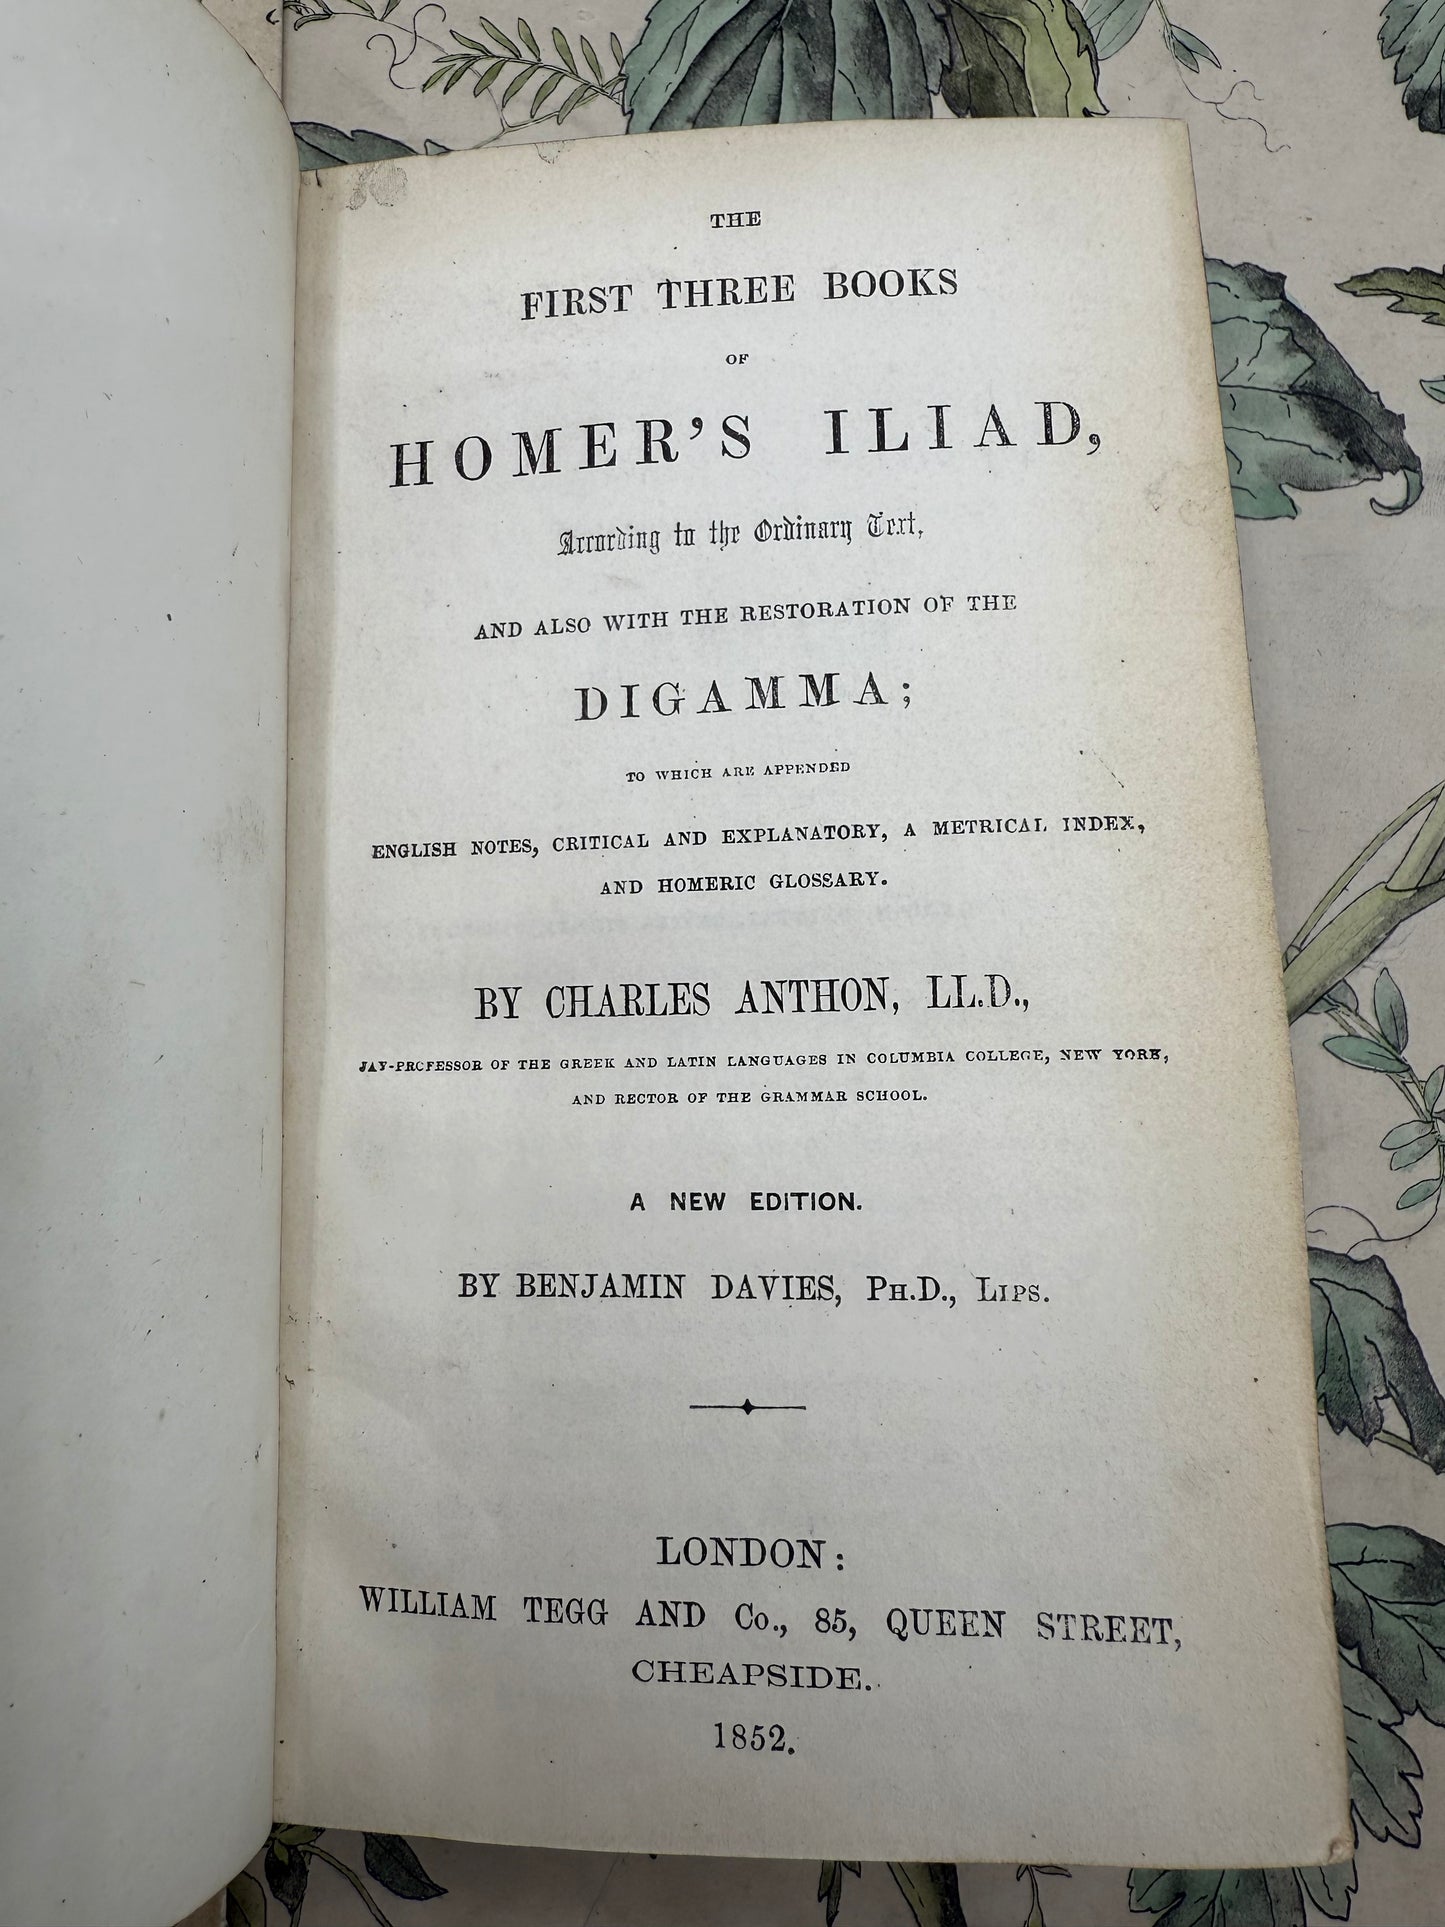 THE
FIRST THREE BOOKS
OF
HOMER'S ILIAD,
According to the Ordinary Text,
AND ALSO WITH THE RESTORATION OF THE
DIGAMMA;
TO WHICH ARE APPENDED
ENGLISH NOTES, CRITICAL AND EXPLANATORY, A METRICAL INDEX,
AND HOMERIC GLOSSARY.
BY CHARLES ANTHON, LL.D.,
JAY-PROFESSOR OF THE GREEK AND LATIN LANGUAGES IN COLUMBIA COLLEGE, NEW YORK,
AND RECTOR OF THE GRAMMAR SCHOOL.
A NEW EDITION.
BY BENJAMIN DAVIES, PH.D., LIPS.
LONDON:
WILLIAM TEGG AND Co., 85, QUEEN STREET,
CHEAPSIDE.
1852.